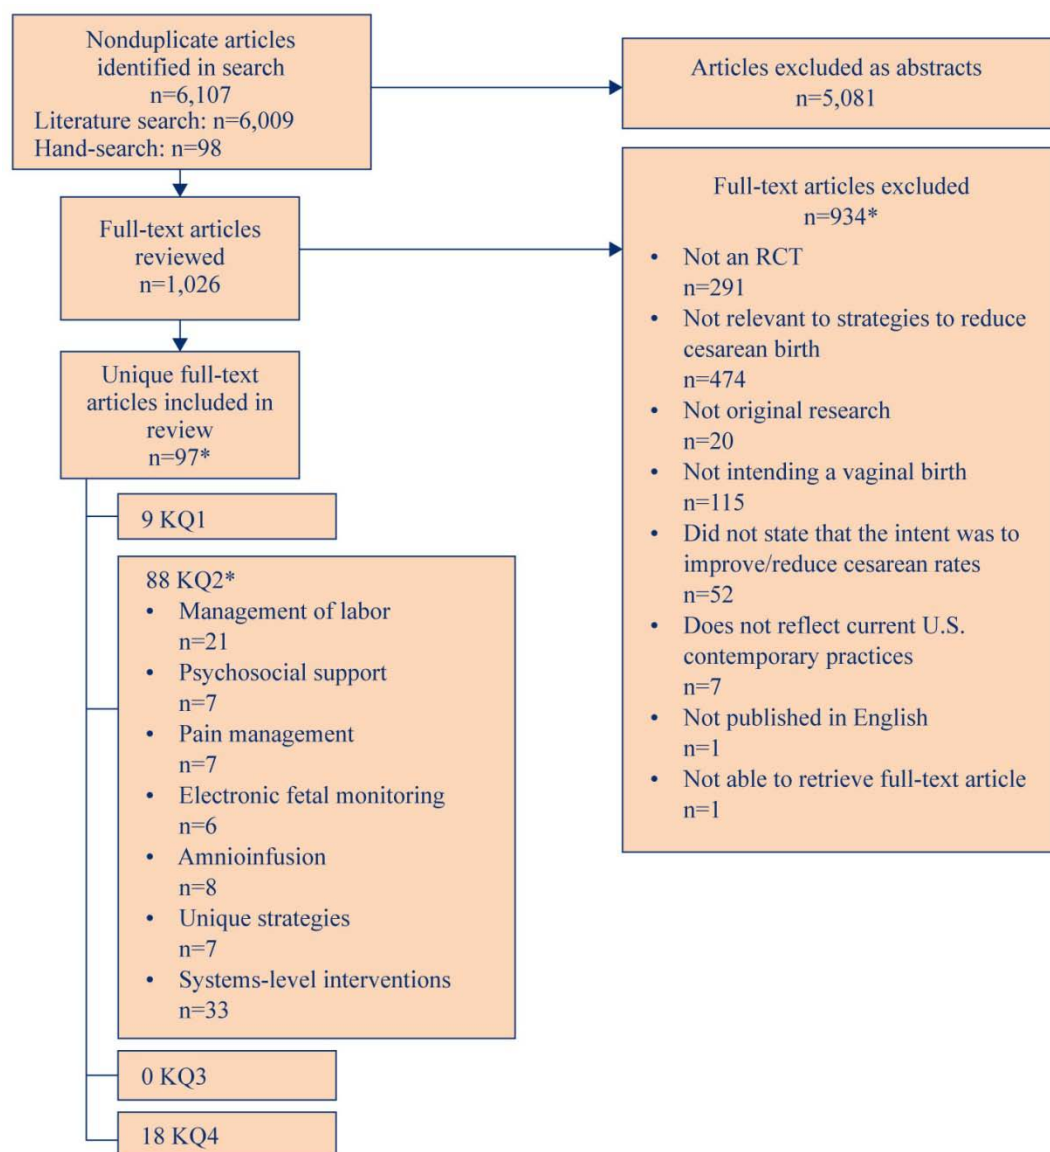 Nonduplicate articles
identified in search
n=6,107
Literature search: n=6,009
Hand-search: n=98
Articles excluded as abstracts
n=5,081
Full-text articles
reviewed
n=1,026
Full-text articles excluded
n=934*
• Not an RCT
n=291
• Not relevant to strategies to reduce
cesarean birth
n=474
• Not original research
n=20
• Not intending a vaginal birth
n=115
• Did not state that the intent was to
improve/reduce cesarean rates
n=52
• Does not reflect current U.S.
contemporary practices
n=7
• Not published in English
n=1
• Not able to retrieve full-text article
n=1
Unique full-text
articles included in
review
n=97*
9 KQ1
88 KQ2*
• Management of labor
n=21
• Psychosocial support
n=7
• Pain management
n=7
• Electronic fetal monitoring
n=6
• Amnioinfusion
n=8
• Unique strategies
n=7
• Systems-level interventions
n=33
0 KQ3
18 KQ4